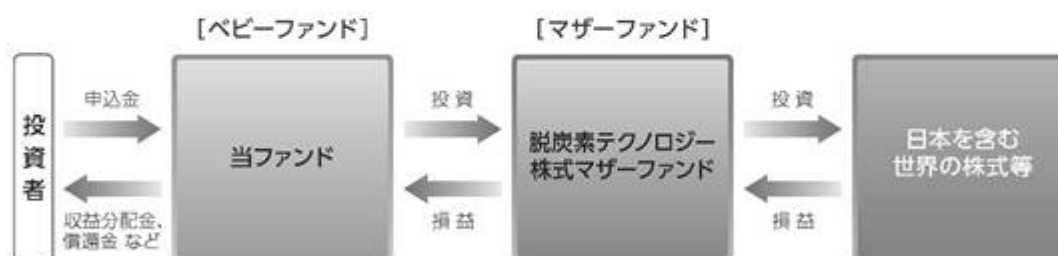 [ベビーファンド]
[マザーファンド]
投資者
申込金
収益分配金、
償還金 など
当ファンド
投資
損益
脱炭素テクノロジー
株式マザーファンド
投資
損益
日本を含む
世界の株式等